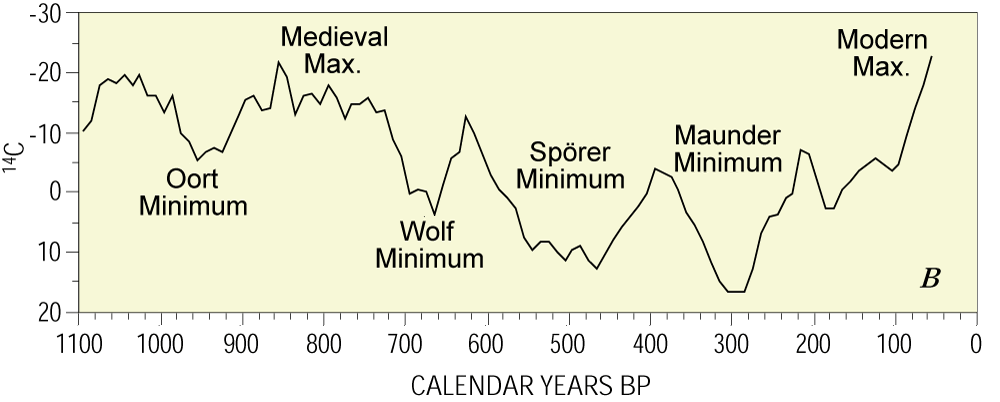 -30
-20
-10
0
10
20
¹⁴C
Medieval
Max.
Modern
Max.
Oort
Minimum
Wolf
Minimum
Spörer
Minimum
Maunder
Minimum
B
1100 1000 900 800 700 600 500 400 300 200 100 0
CALENDAR YEARS BP